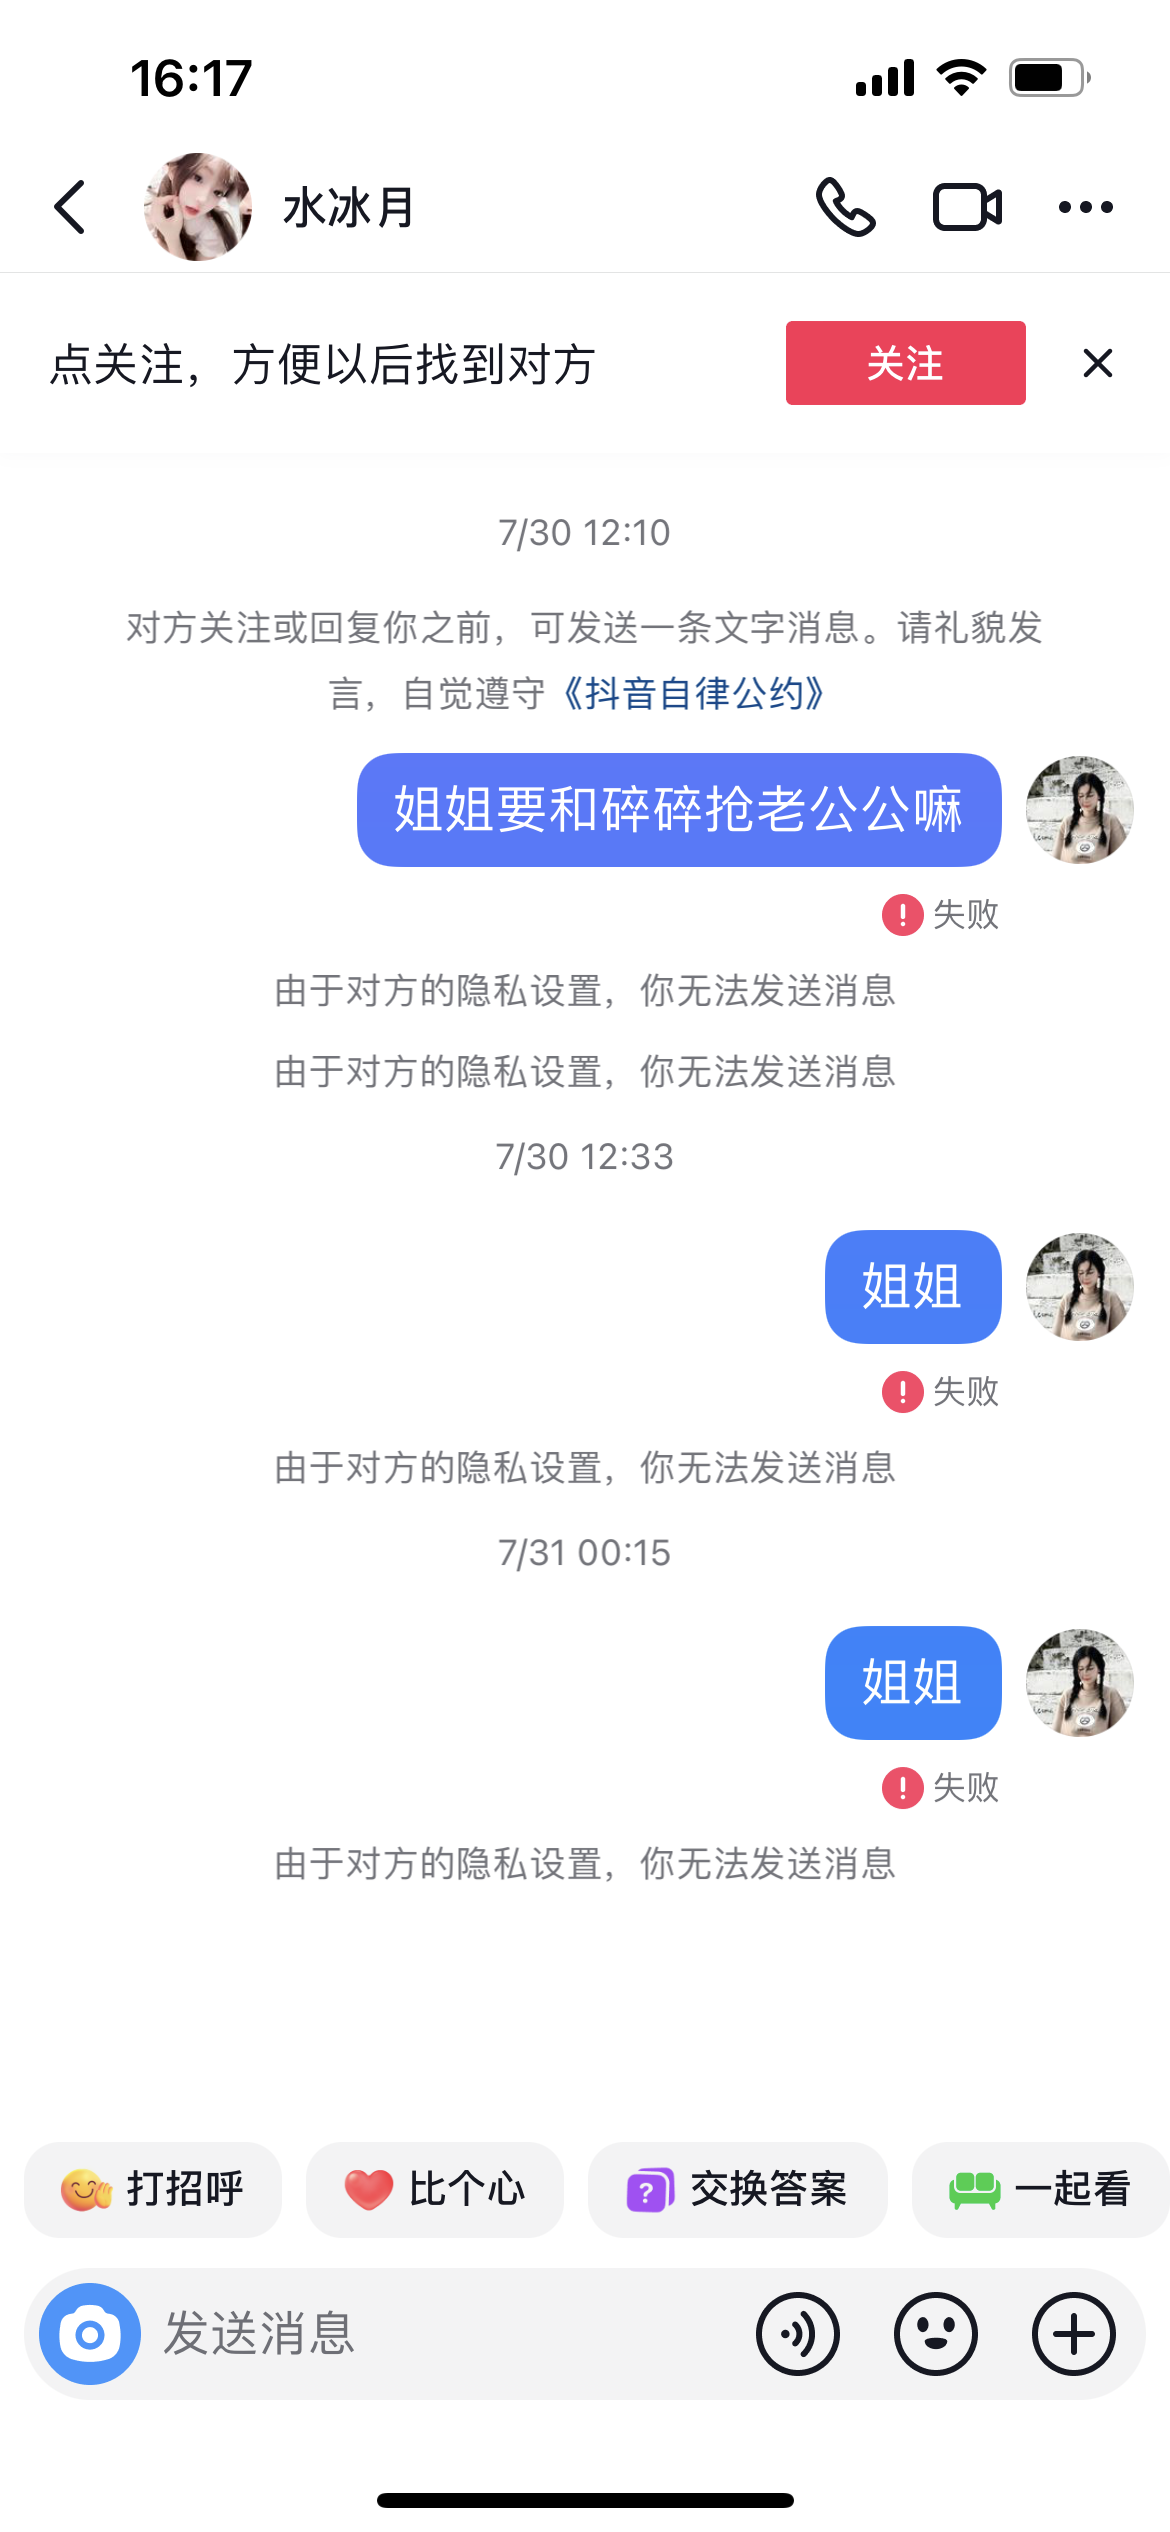 16:17
水冰月
点关注，方便以后找到对方
关注
7/30 12:10
对方关注或回复你之前，可发送一条文字消息。请礼貌发
言，自觉遵守《抖音自律公约》
姐姐要和碎碎抢老公公嘛
失败
由于对方的隐私设置，你无法发送消息
由于对方的隐私设置，你无法发送消息
7/30 12:33
姐姐
失败
由于对方的隐私设置，你无法发送消息
7/31 00:15
姐姐
失败
由于对方的隐私设置，你无法发送消息
打招呼 比个心 交换答案 一起看
发送消息